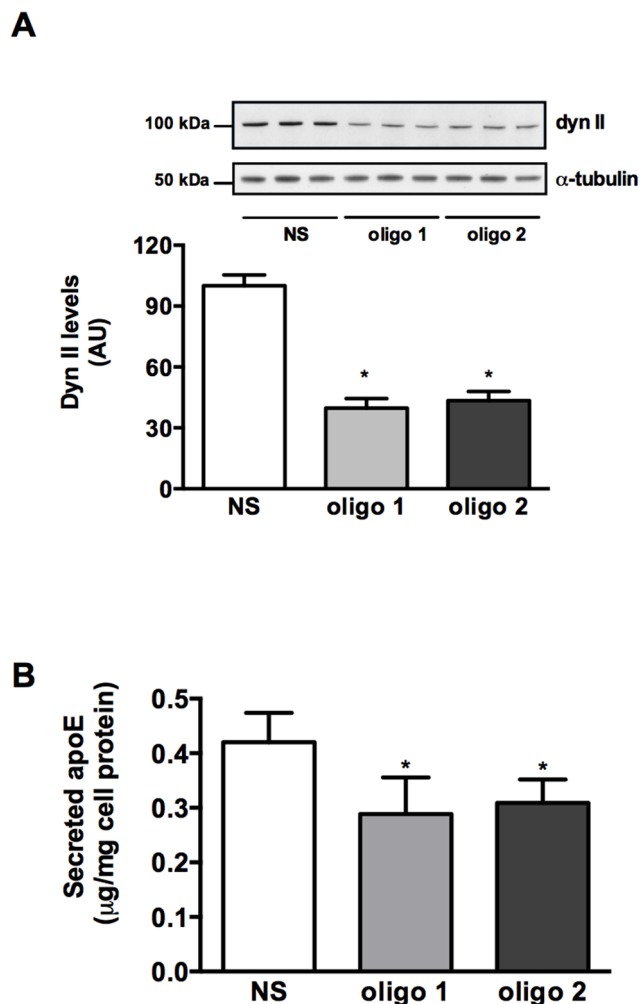 A
100 kDa
dyn II
50 kDa
α-tubulin
NS oligo 1 oligo 2
120
90
60
30
0
Dyn II levels
(AU)
* *
NS oligo 1 oligo 2
B
0.5
0.4
0.3
0.2
0.1
0.0
Secreted apoE
(μg/mg cell protein)
* *
NS oligo 1 oligo 2